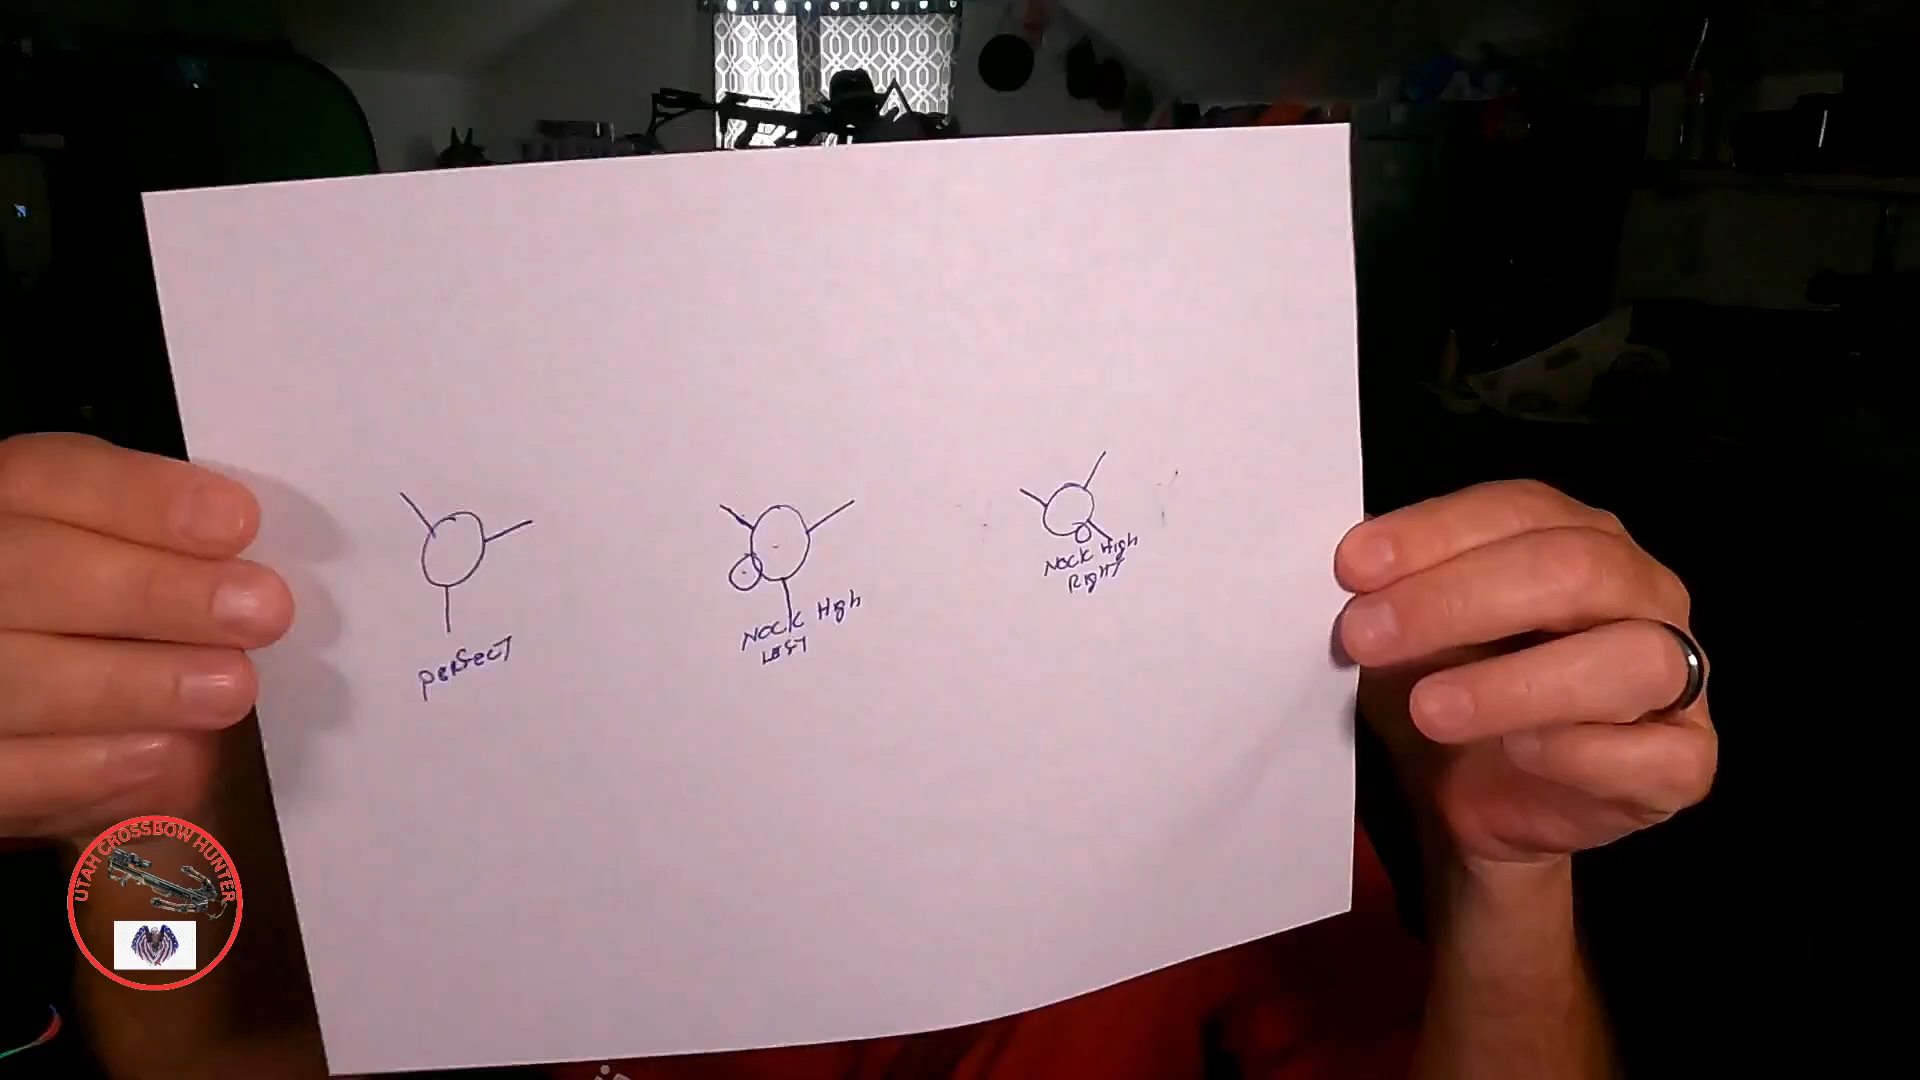 perfect
Nock High
Left
Nock High
Right
UTAH CROSSBOW HUNTER